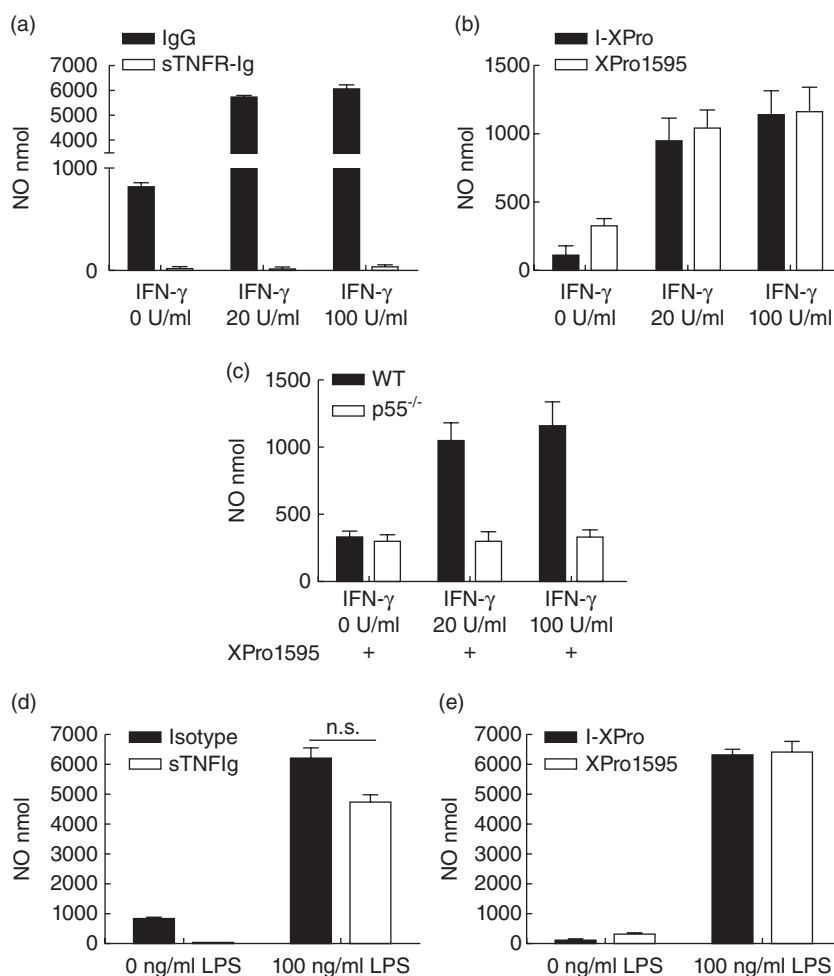 (a)
IgG
sTNFR-Ig
7000
6000
5000
4000
1000
0
NO nmol
IFN-γ IFN-γ IFN-γ
0 U/ml 20 U/ml 100 U/ml
(b)
I-XPro
XPro1595
1500
1000
500
0
NO nmol
IFN-γ IFN-γ IFN-γ
0 U/ml 20 U/ml 100 U/ml
(c)
WT
p55-/-
1500
1000
500
0
NO nmol
IFN-γ IFN-γ IFN-γ
0 U/ml 20 U/ml 100 U/ml
XPro1595 + + +
(d)
Isotype
sTNFIg
n.s.
7000
6000
5000
4000
3000
2000
1000
0
NO nmol
0 ng/ml LPS 100 ng/ml LPS
(e)
I-XPro
XPro1595
7000
6000
5000
4000
3000
2000
1000
0
NO nmol
0 ng/ml LPS 100 ng/ml LPS